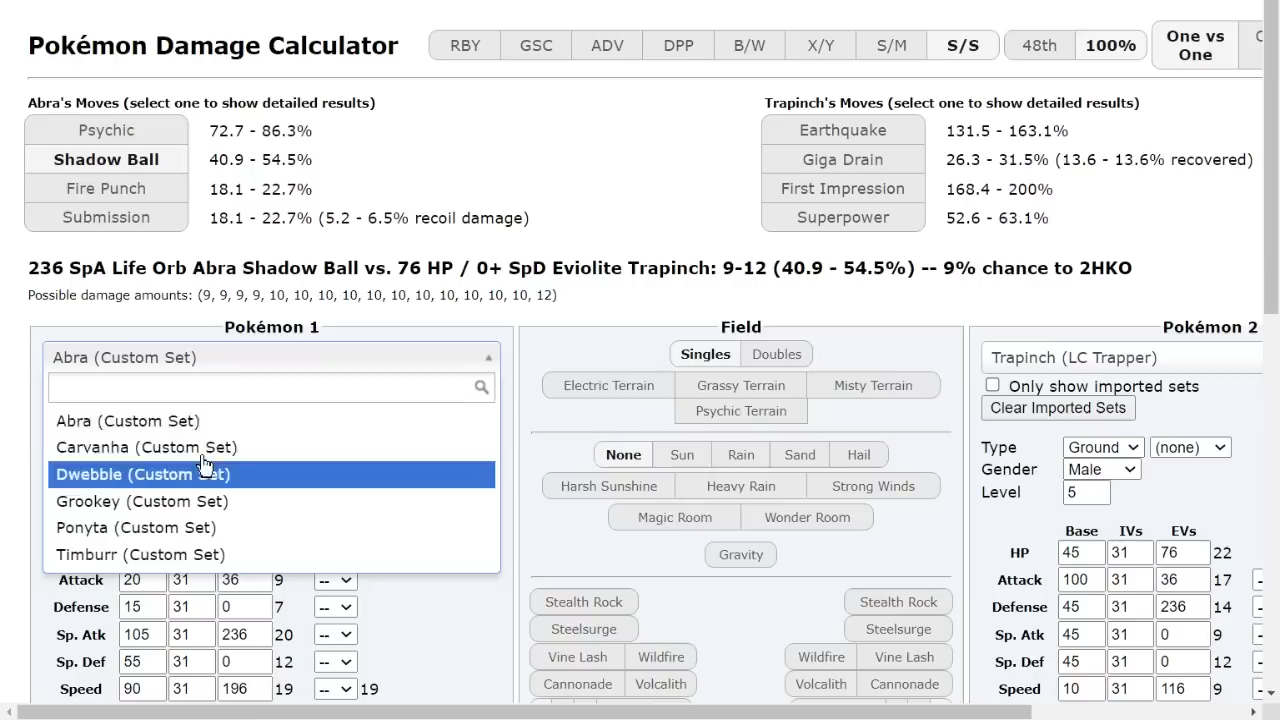 Pokémon Damage Calculator
RBY GSC ADV DPP B/W X/Y S/M S/S 48th 100% One vs One
Abra's Moves (select one to show detailed results)
Psychic 72.7 - 86.3%
Shadow Ball 40.9 - 54.5%
Fire Punch 18.1 - 22.7%
Submission 18.1 - 22.7% (5.2 - 6.5% recoil damage)
Trapinch's Moves (select one to show detailed results)
Earthquake 131.5 - 163.1%
Giga Drain 26.3 - 31.5% (13.6 - 13.6% recovered)
First Impression 168.4 - 200%
Superpower 52.6 - 63.1%
236 SpA Life Orb Abra Shadow Ball vs. 76 HP / 0+ SpD Eviolite Trapinch: 9-12 (40.9 - 54.5%) -- 9% chance to 2HKO
Possible damage amounts: (9, 9, 9, 9, 10, 10, 10, 10, 10, 10, 10, 10, 10, 10, 10, 12)
Pokémon 1
Abra (Custom Set)
Abra (Custom Set)
Carvanha (Custom Set)
Dwebble (Custom Set)
Grookey (Custom Set)
Ponyta (Custom Set)
Timburr (Custom Set)
Attack 20 31 36 9 --
Defense 15 31 0 7 --
Sp. Atk 105 31 236 20 --
Sp. Def 55 31 0 12 --
Speed 90 31 196 19 -- 19
Field
Singles Doubles
Electric Terrain Grassy Terrain Misty Terrain
Psychic Terrain
None Sun Rain Sand Hail
Harsh Sunshine Heavy Rain Strong Winds
Magic Room Wonder Room
Gravity
Stealth Rock Stealth Rock
Steelsurge Steelsurge
Vine Lash Wildfire Wildfire Vine Lash
Cannonade Volcalith Volcalith Cannonade
Pokémon 2
Trapinch (LC Trapper)
Only show imported sets
Clear Imported Sets
Type Ground (none)
Gender Male
Level 5
Base IVs EVs
HP 45 31 76 22
Attack 100 31 36 17
Defense 45 31 236 14
Sp. Atk 45 31 0 9
Sp. Def 45 31 0 12
Speed 10 31 116 9